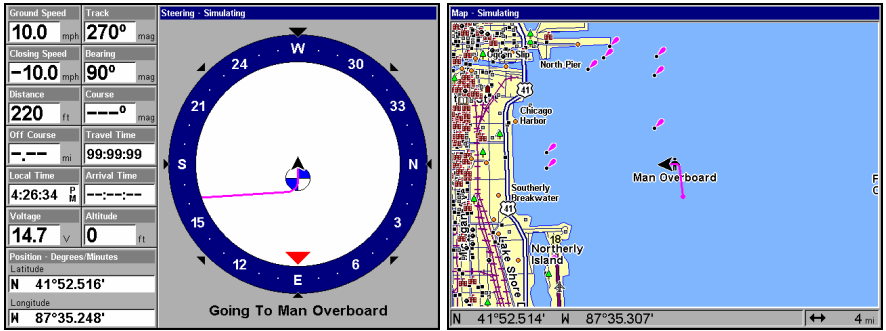 Ground Speed
10.0 mph
Track
270° mag
Closing Speed
-10.0 mph
Bearing
90° mag
Distance
220 ft
Course
---° mag
Off Course
-.-- mi
Travel Time
99:99:99
Local Time
4:26:34 PM
Arrival Time
--:--:--
Voltage
14.7 V
Altitude
0 ft
Position - Degrees/Minutes
Latitude
N 41°52.516'
Longitude
W 87°35.248'
Steering - Simulating
W
30
33
N
3
6
E
12
15
S
21
24
Going To Man Overboard
Map - Simulating
Ogden Slip
North Pier
41
Chicago
Harbor
Man Overboard
Southerly
Breakwater
41
18
Northerly
Island
Lake Shore
N 41°52.514' W 87°35.307'
4 mi